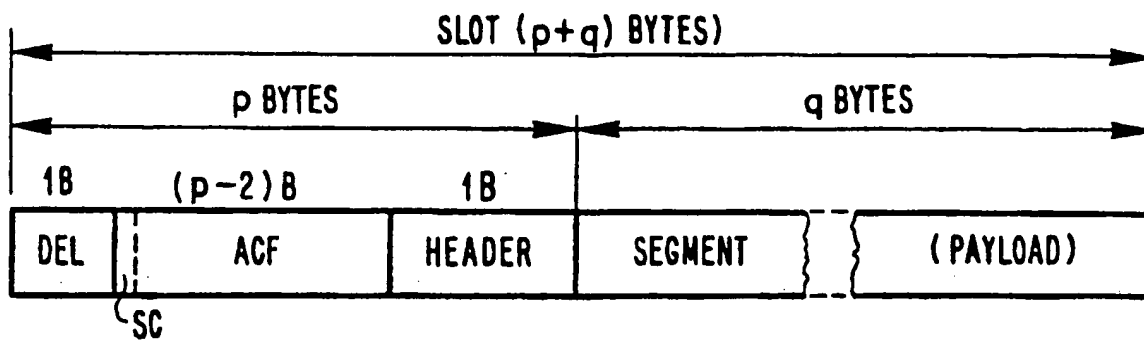 SLOT (p+q) BYTES)
p BYTES
q BYTES
1B
(p-2)B
1B
DEL
ACF
HEADER
SEGMENT
(PAYLOAD)
SC